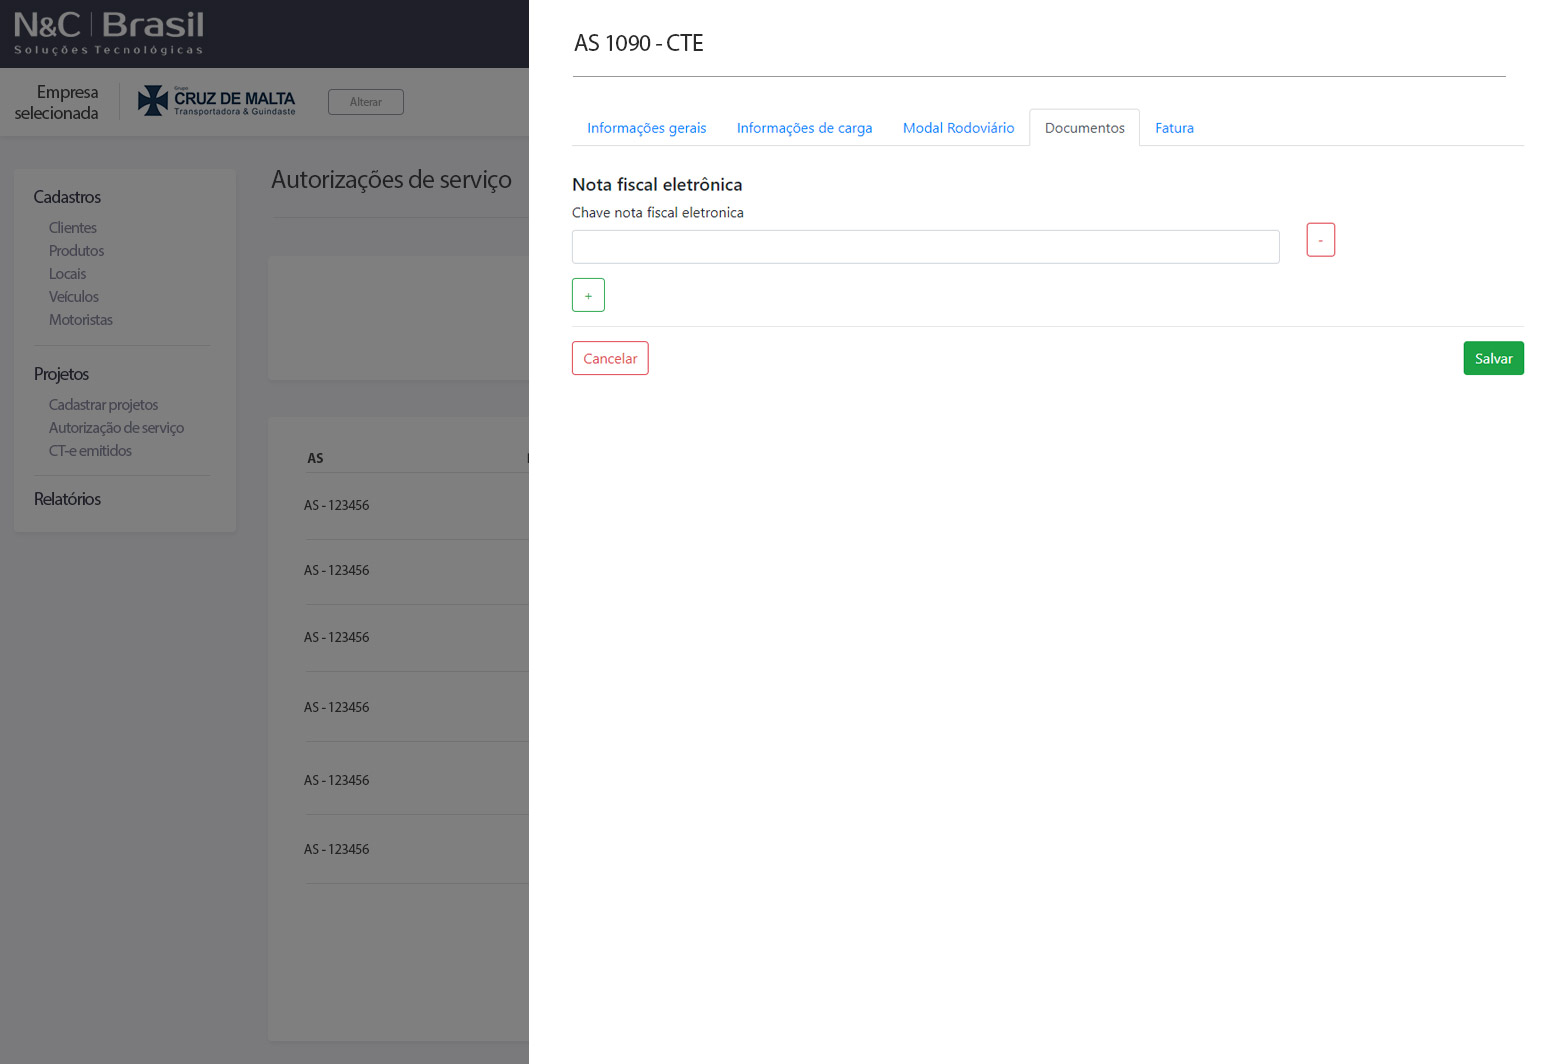 N&C | Brasil
Soluções Tecnológicas
Empresa
selecionada
Grupo
CRUZ DE MALTA
Transportadora & Guindaste
Alterar
Cadastros
Clientes
Produtos
Locais
Veículos
Motoristas
Projetos
Cadastrar projetos
Autorização de serviço
CT-e emitidos
Relatórios
Autorizações de serviço
AS
AS - 123456
AS - 123456
AS - 123456
AS - 123456
AS - 123456
AS - 123456
AS 1090 - CTE
Informações gerais
Informações de carga
Modal Rodoviário
Documentos
Fatura
Nota fiscal eletrônica
Chave nota fiscal eletronica
-
+
Cancelar
Salvar